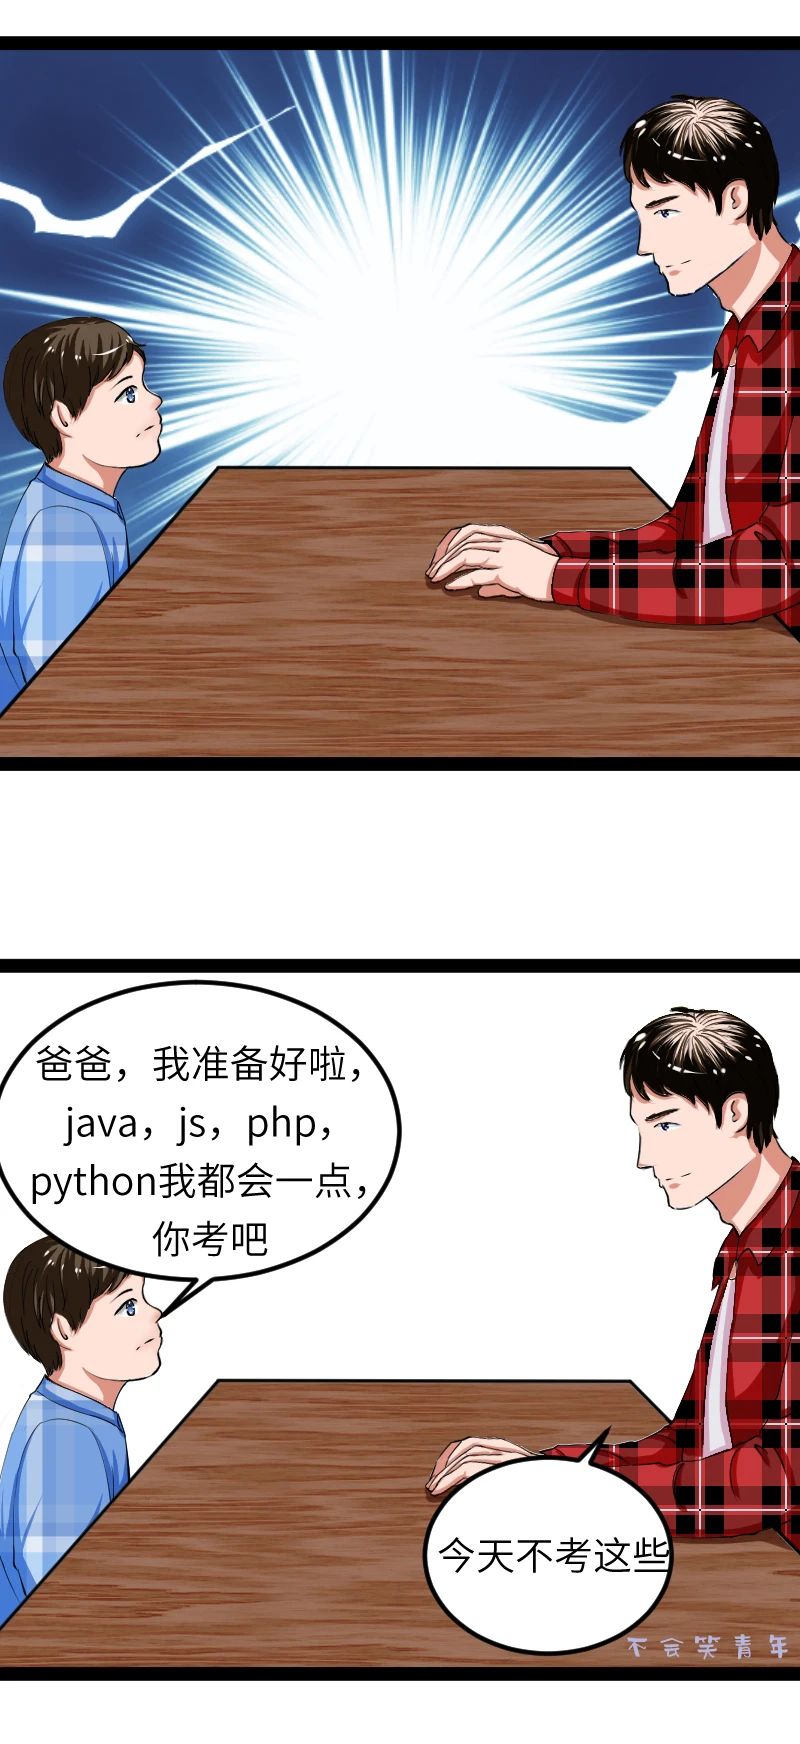 爸爸，我准备好啦，
java，js，php，
python我都会一点，
你考吧
今天不考这些
不会笑青年